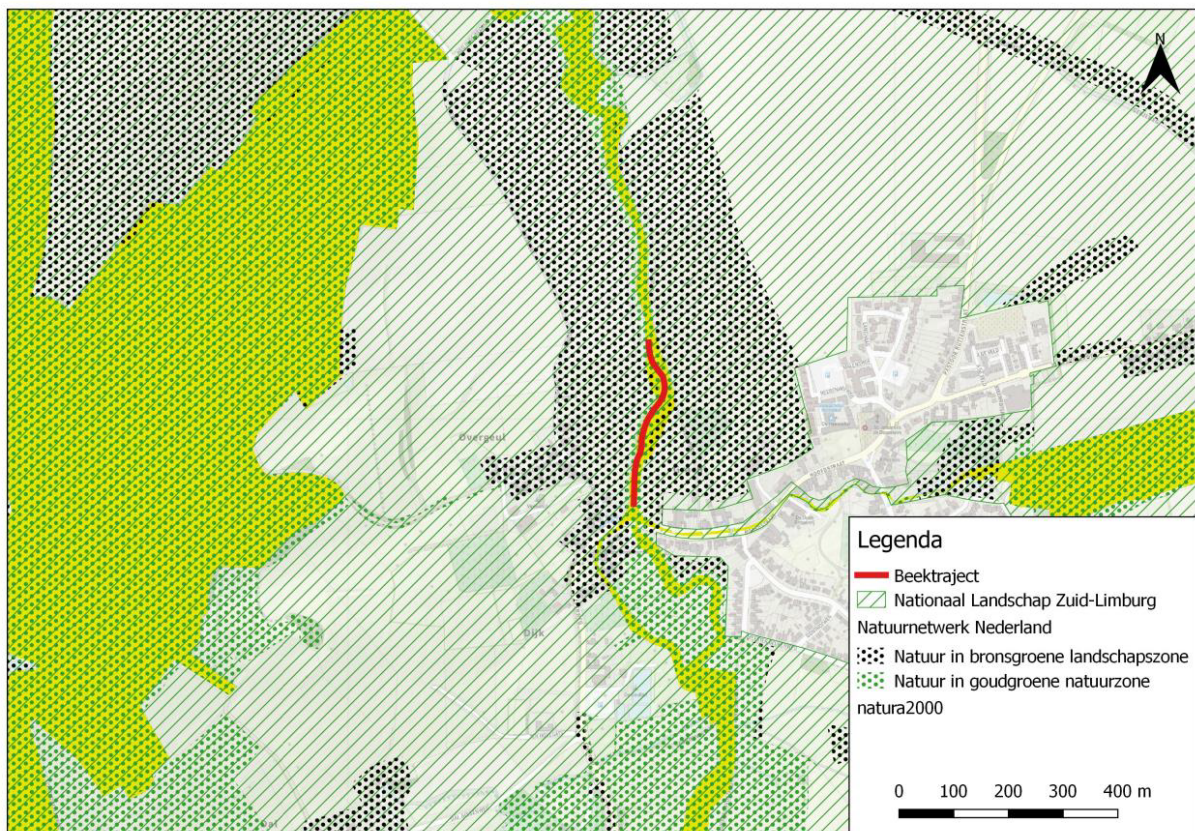 N
Overgeul
Dijk
Dal
Legenda
Beektraject
Nationaal Landschap Zuid-Limburg
Natuurnetwerk Nederland
Natuur in bronsgroene landschapszone
Natuur in goudgroene natuurzone
natura2000
0 100 200 300 400 m